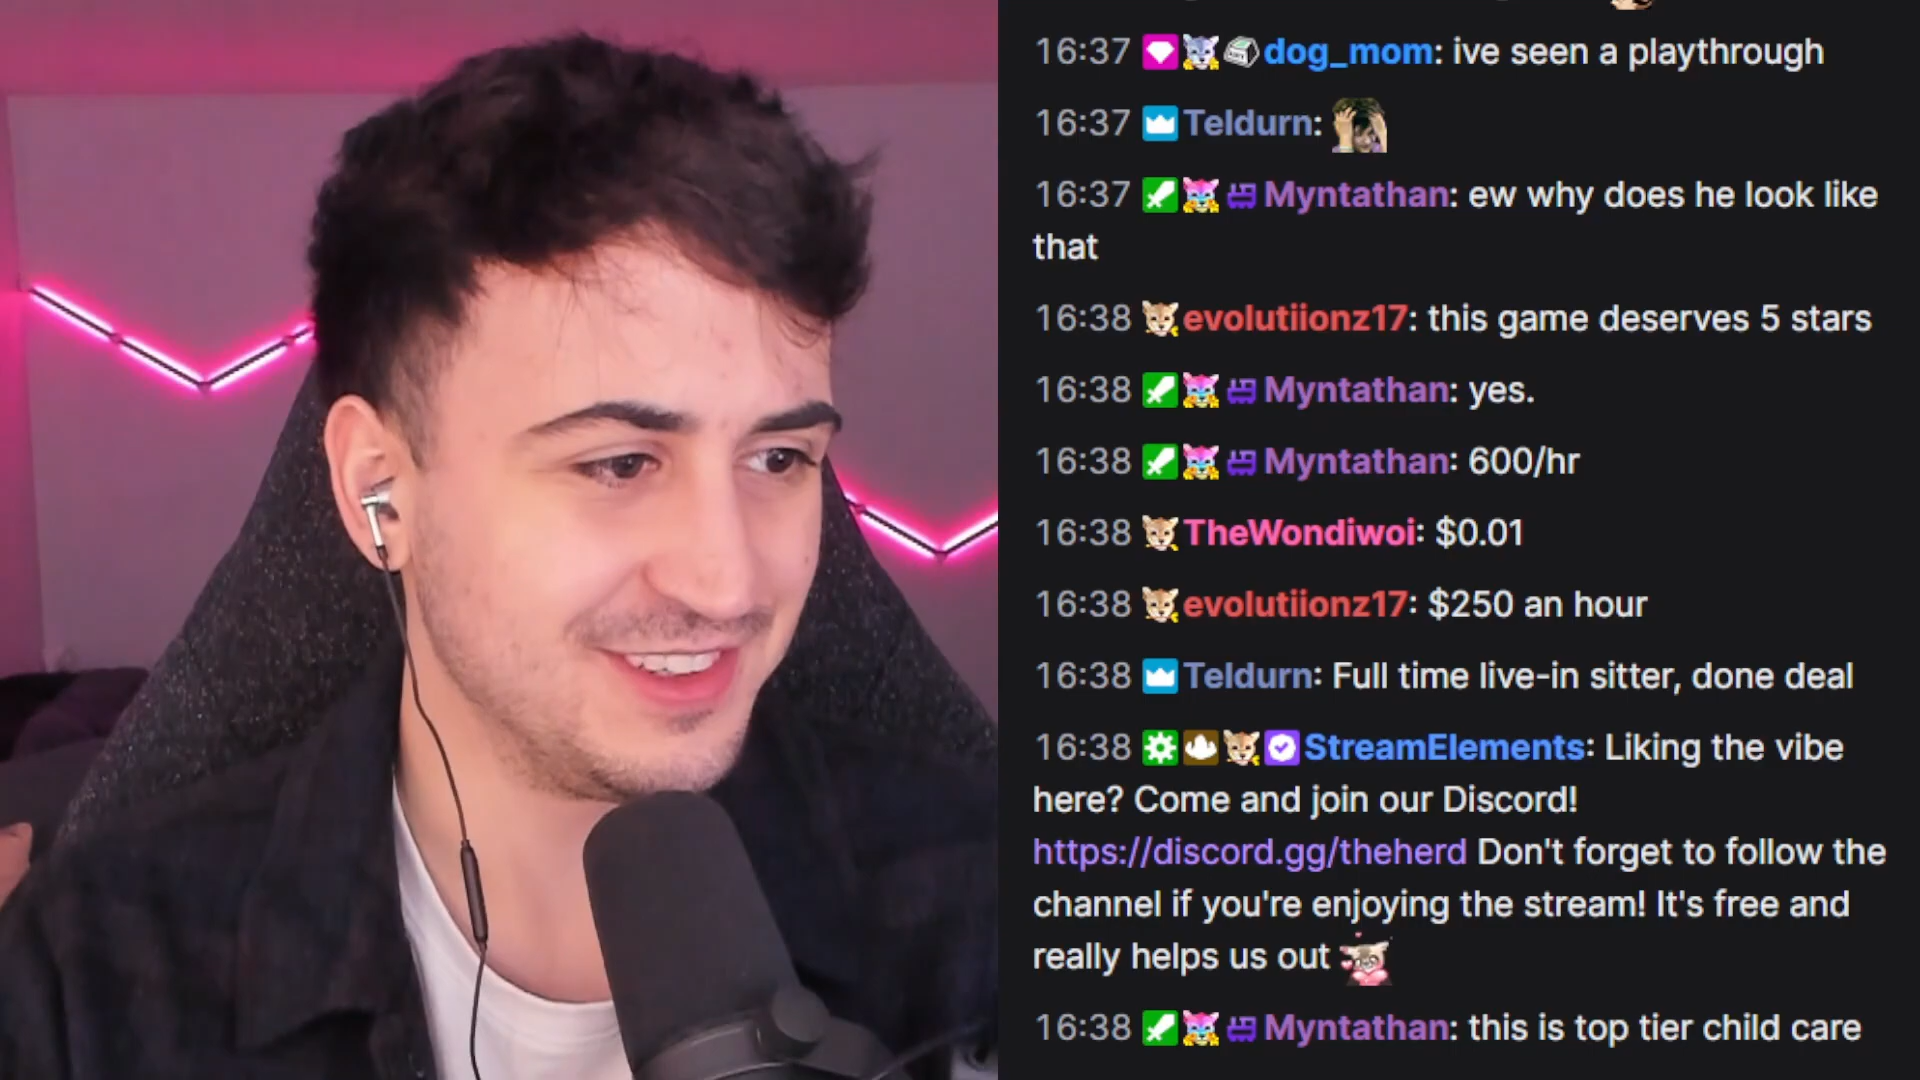 16:37 dog_mom: ive seen a playthrough
16:37 Teldurn:
16:37 Myntathan: ew why does he look like
that
16:38 evolutiionz17: this game deserves 5 stars
16:38 Myntathan: yes.
16:38 Myntathan: 600/hr
16:38 TheWondiwoi: $0.01
16:38 evolutiionz17: $250 an hour
16:38 Teldurn: Full time live-in sitter, done deal
16:38 StreamElements: Liking the vibe
here? Come and join our Discord!
https://discord.gg/theherd Don't forget to follow the
channel if you're enjoying the stream! It's free and
really helps us out
16:38 Myntathan: this is top tier child care